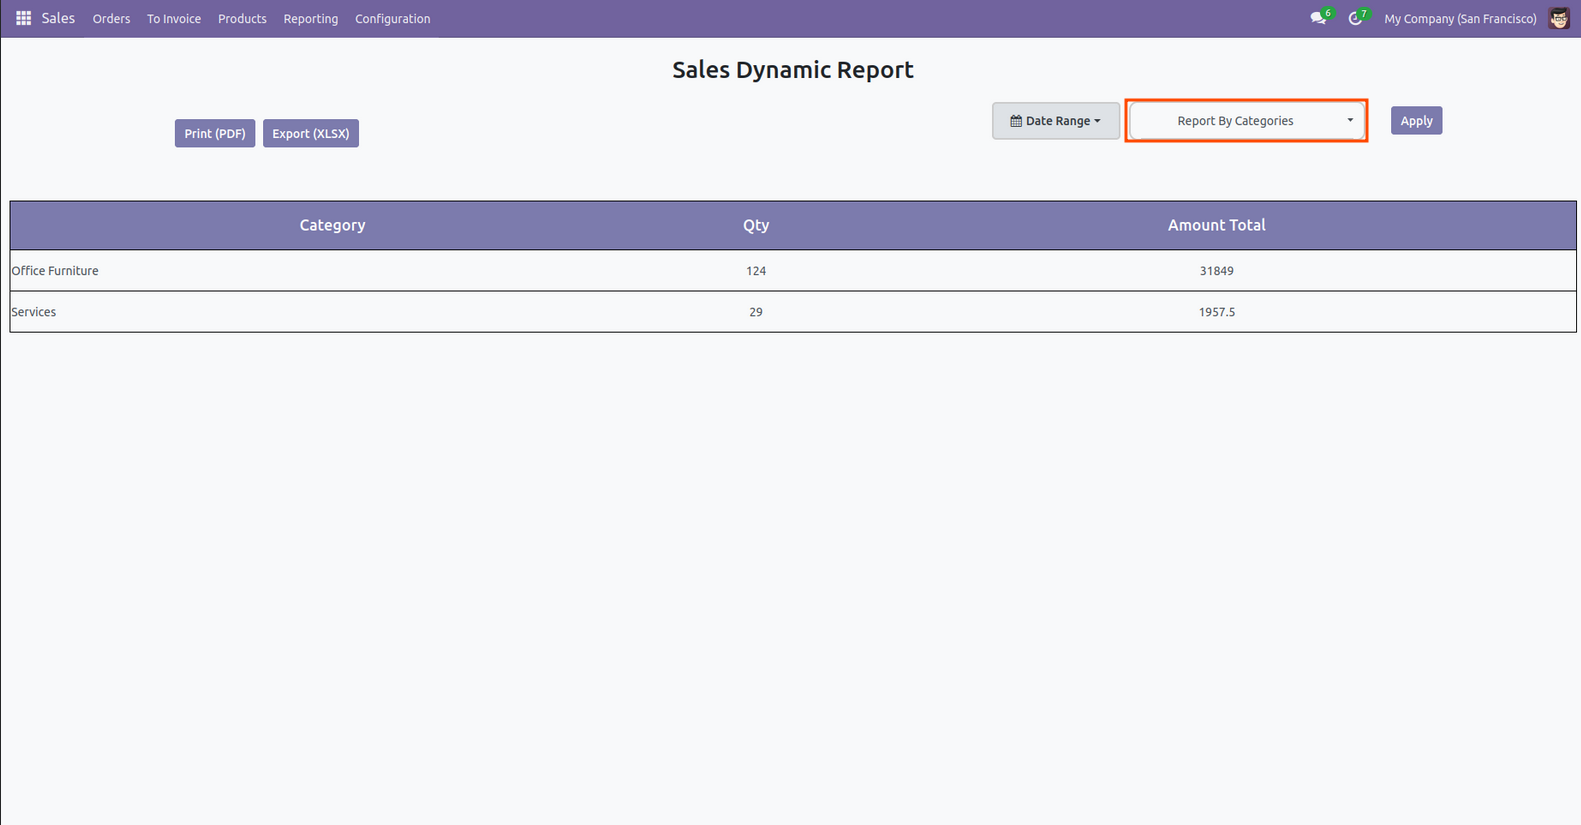 Sales Orders To Invoice Products Reporting Configuration 6 7 My Company (San Francisco)
Sales Dynamic Report
Print (PDF) Export (XLSX) Date Range Report By Categories Apply
Category Qty Amount Total
Office Furniture 124 31849
Services 29 1957.5